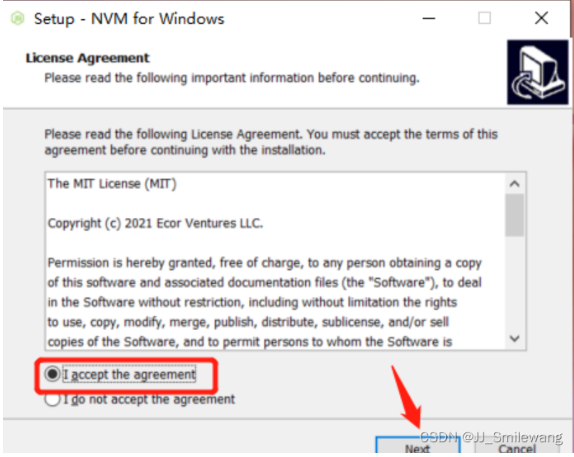 Setup - NVM for Windows
License Agreement
Please read the following important information before continuing.
Please read the following License Agreement. You must accept the terms of this
agreement before continuing with the installation.
The MIT License (MIT)
Copyright (c) 2021 Ecor Ventures LLC.
Permission is hereby granted, free of charge, to any person obtaining a copy
of this software and associated documentation files (the "Software"), to deal
in the Software without restriction, including without limitation the rights
to use, copy, modify, merge, publish, distribute, sublicense, and/or sell
copies of the Software, and to permit persons to whom the Software is
I accept the agreement
I do not accept the agreement
CSDN @JJ_Smilewang
Next
Cancel